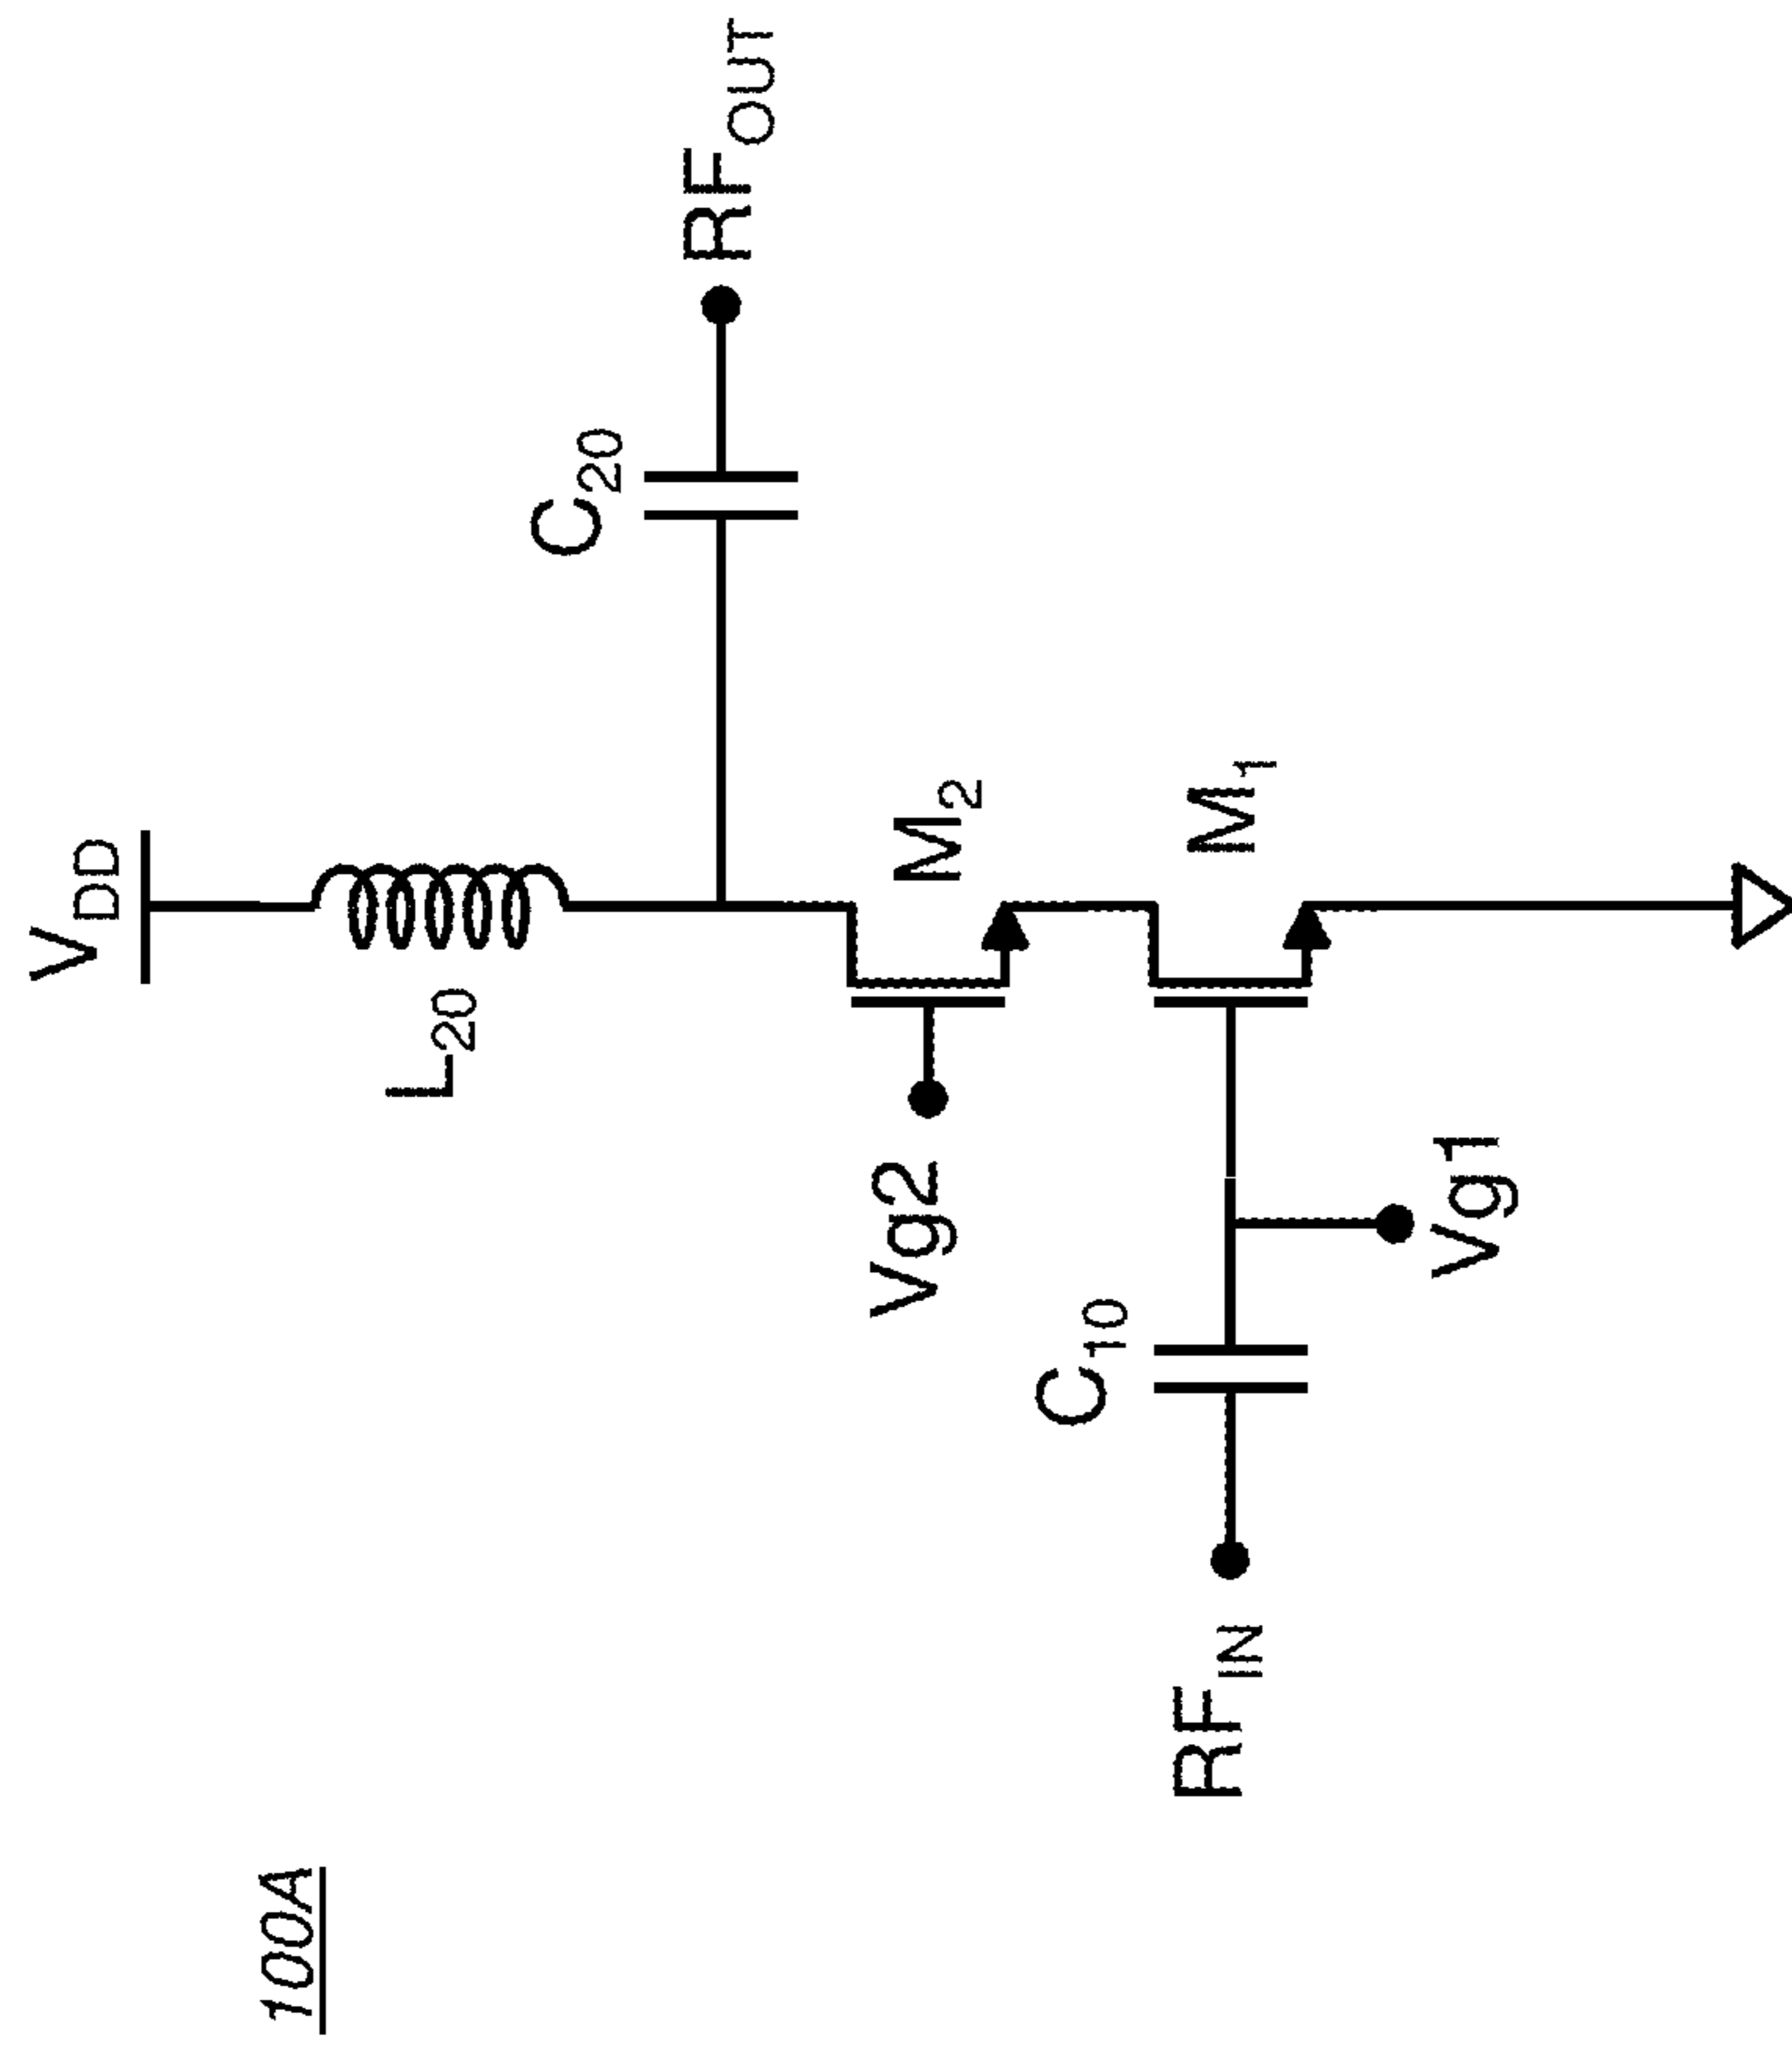 100A
V_DD
L_20
C_20
RF_OUT
M_2
Vg2
M_1
C_10
Vg1
RF_IN